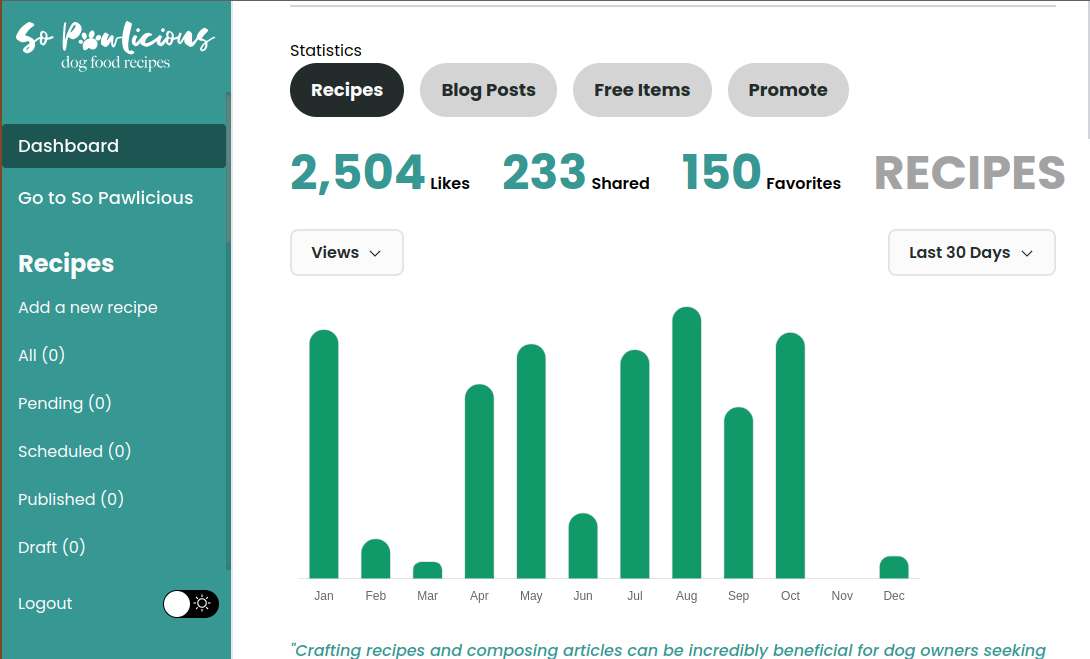 So Pawlicious
dog food recipes
Dashboard
Go to So Pawlicious
Recipes
Add a new recipe
All (0)
Pending (0)
Scheduled (0)
Published (0)
Draft (0)
Logout
Statistics
Recipes Blog Posts Free Items Promote
2,504 Likes 233 Shared 150 Favorites RECIPES
Views Last 30 Days
Jan Feb Mar Apr May Jun Jul Aug Sep Oct Nov Dec
"Crafting recipes and composing articles can be incredibly beneficial for dog owners seeking